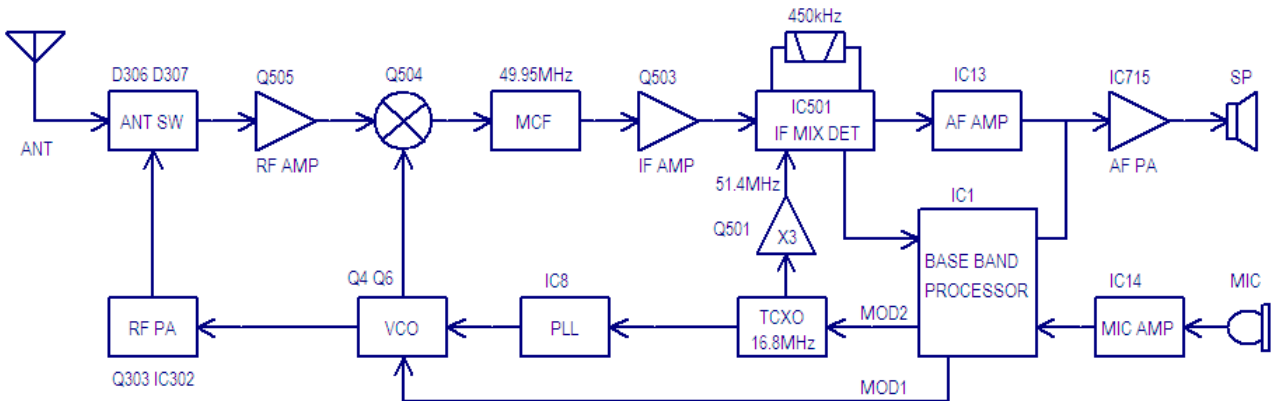 450kHz
D306 D307
Q505
Q504
49.95MHz
Q503
IC13
IC715
SP
ANT SW
MCF
IC501
IF MIX DET
AF AMP
ANT
RF AMP
IF AMP
AF PA
51.4MHz
IC1
Q501
X3
Q4 Q6
IC8
BASE BAND
PROCESSOR
IC14
MIC
RF PA
VCO
PLL
TCXO
16.8MHz
MOD2
MIC AMP
Q303 IC302
MOD1